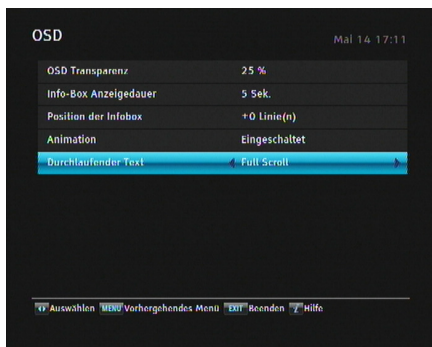 OSD
Mai 14 17:11
OSD Transparenz 25 %
Info-Box Anzeigedauer 5 Sek.
Position der Infobox +0 Linie(n)
Animation Eingeschaltet
Durchlaufender Text Full Scroll
Auswählen MENU Vorhergehendes Menü EXIT Beenden i Hilfe